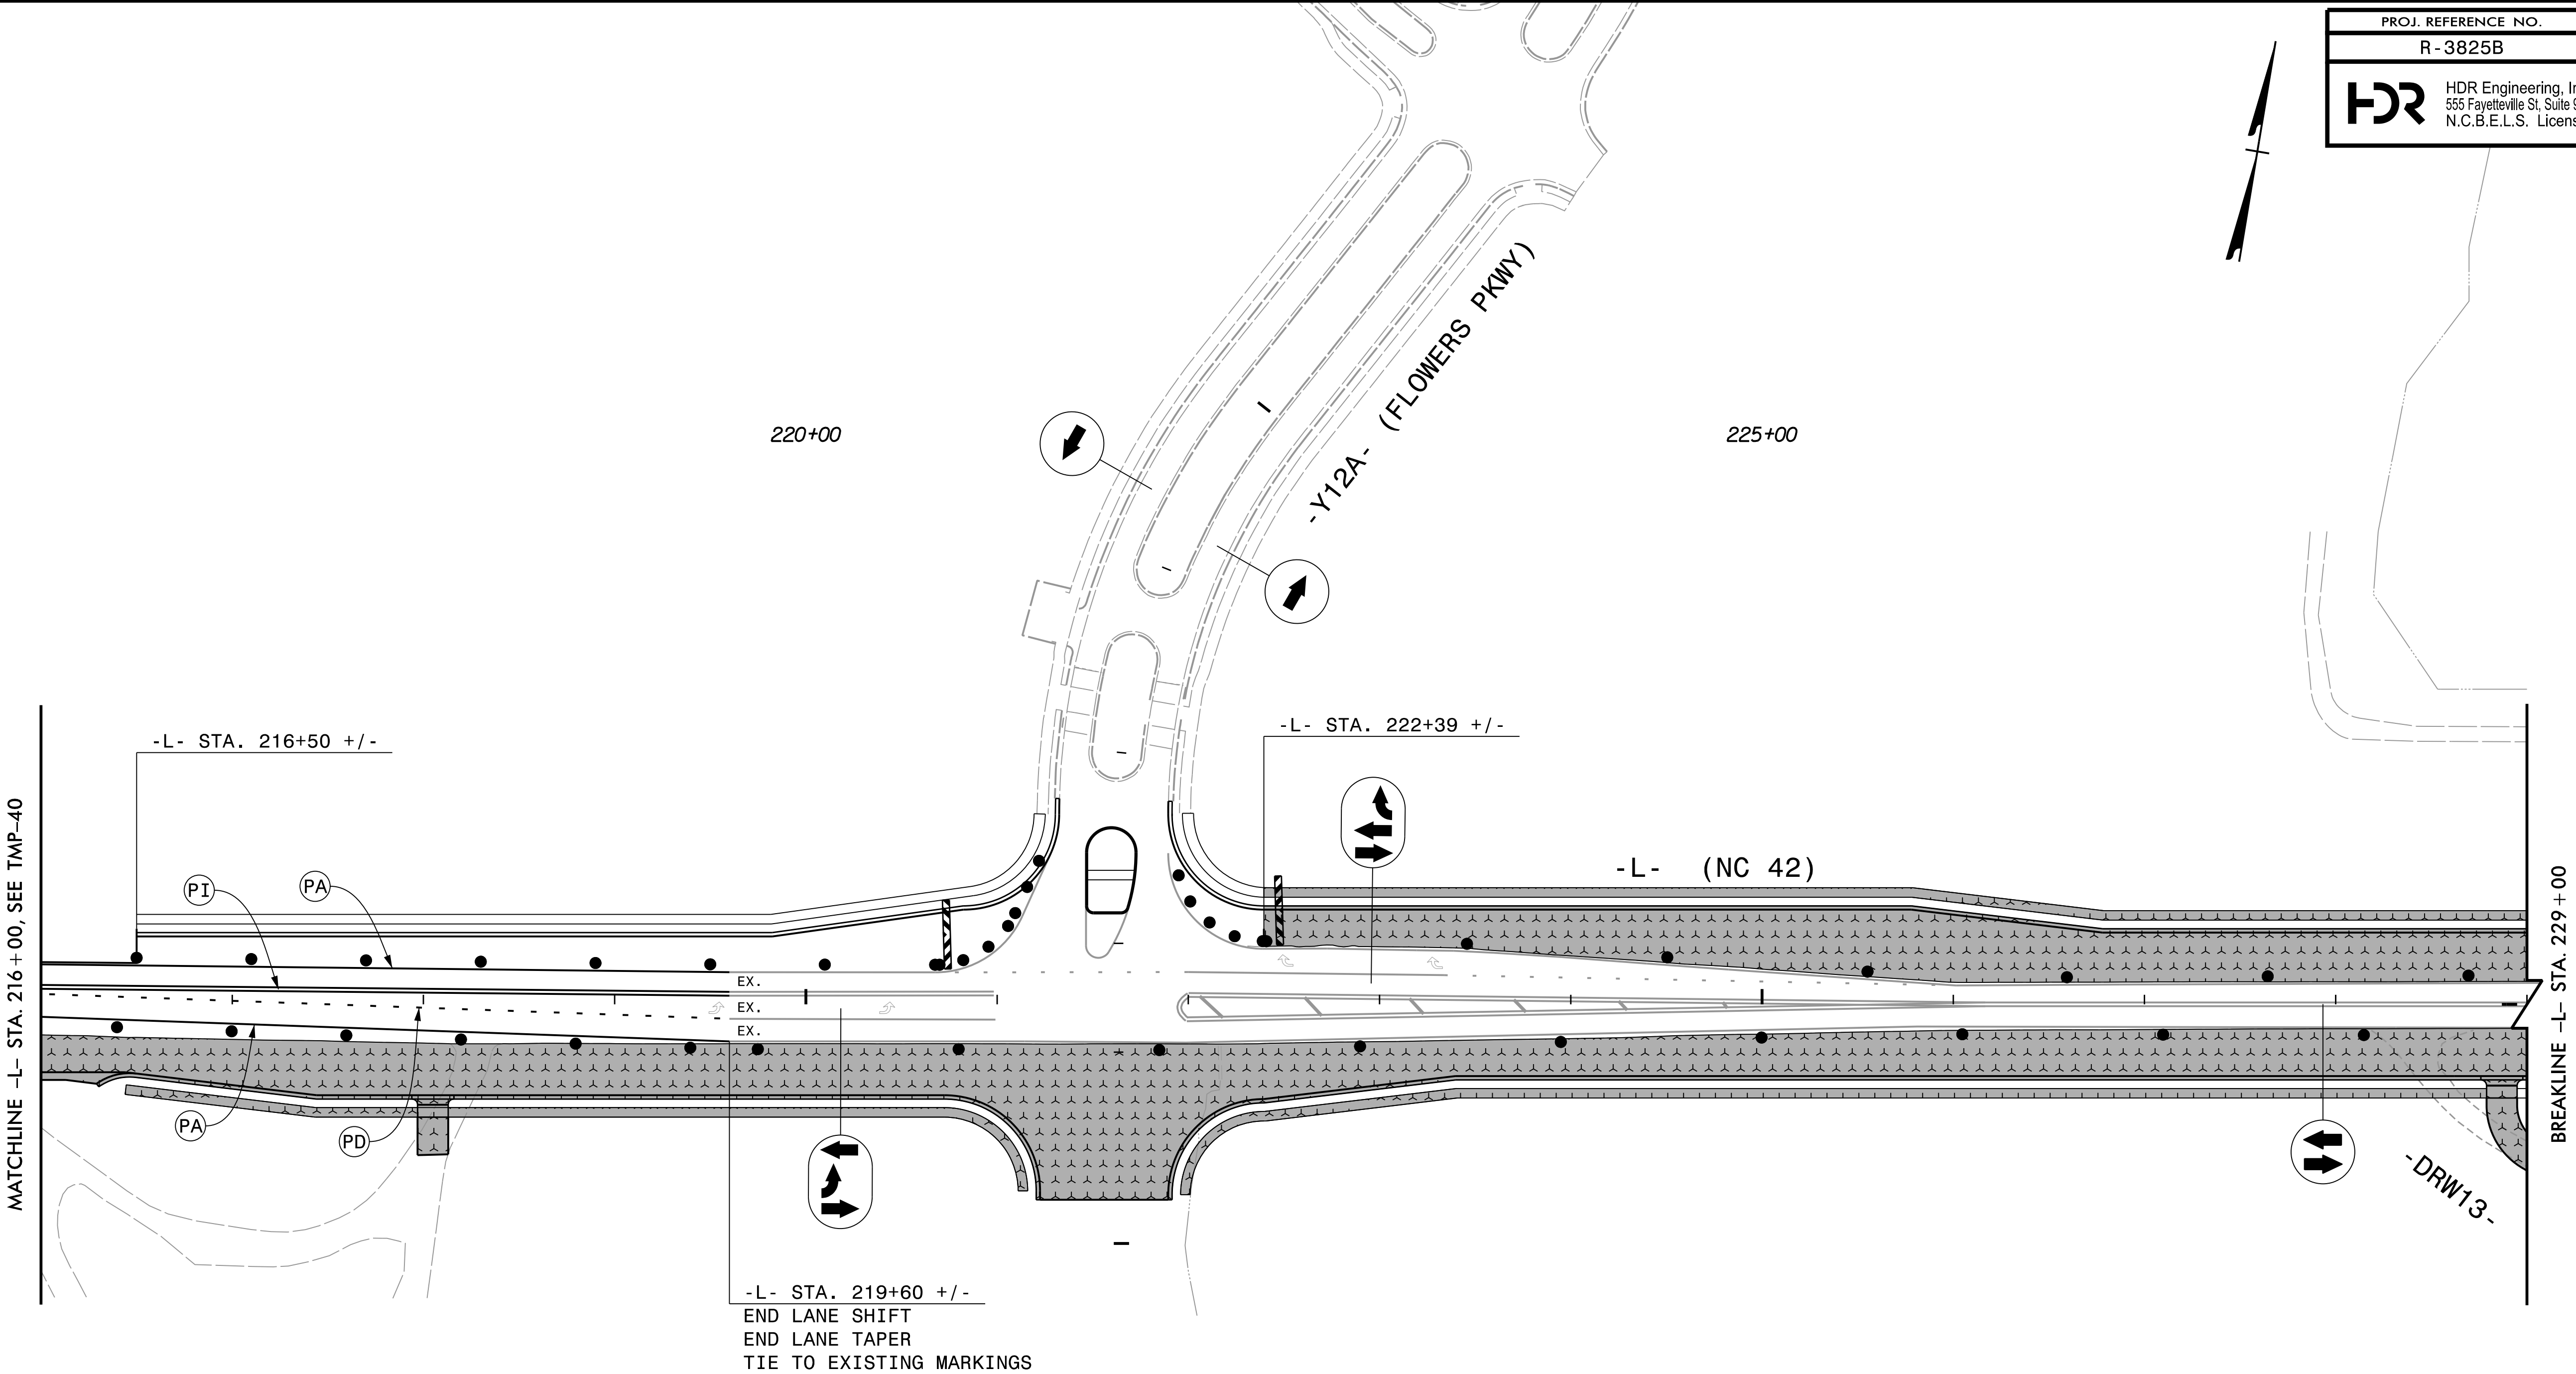 PROJ. REFERENCE NO.
R-3825B
HDR
HDR Engineering, In
555 Fayetteville St, Suite 9
N.C.B.E.L.S. Licens
-Y12A- (FLOWERS PKWY)
220+00
225+00
-L- STA. 216+50 +/-
-L- STA. 222+39 +/-
MATCHLINE -L- STA. 216+00, SEE TMP-40
PI
PA
-L- (NC 42)
BREAKLINE -L- STA. 229+00
EX.
EX.
EX.
PA
PD
-DRW13-
-L- STA. 219+60 +/-
END LANE SHIFT
END LANE TAPER
TIE TO EXISTING MARKINGS